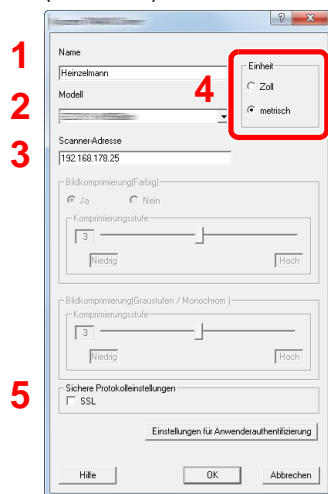 1
Name
Heinzelmann
2
Modell
3
Scanner-Adresse
192.168.178.25
4
Einheit
Zoll
metrisch
Bildkomprimierung(Farbig)
Ja Nein
Komprimierungsstufe
3
Niedrig Hoch
Bildkomprimierung(Graustufen / Monochrom )
Komprimierungsstufe
3
Niedrig Hoch
5
Sichere Protokolleinstellungen
SSL
Einstellungen für Anwenderauthentifizierung
Hilfe OK Abbrechen